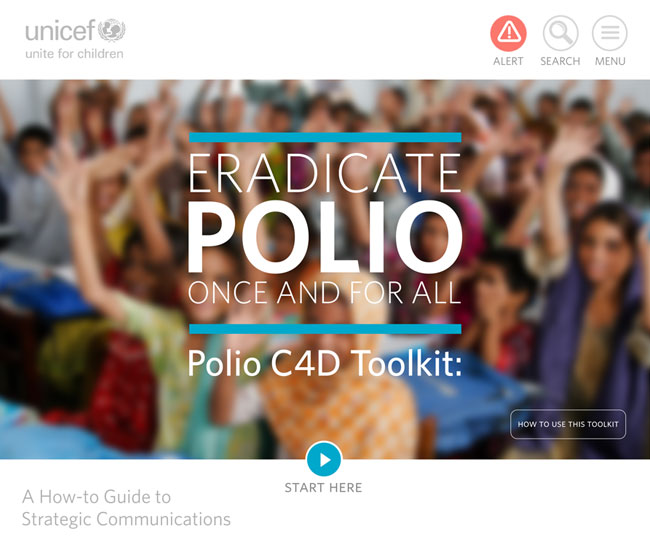 unicef
unite for children
ALERT
SEARCH
MENU
ERADICATE
POLIO
ONCE AND FOR ALL
Polio C4D Toolkit:
HOW TO USE THIS TOOLKIT
START HERE
A How-to Guide to
Strategic Communications